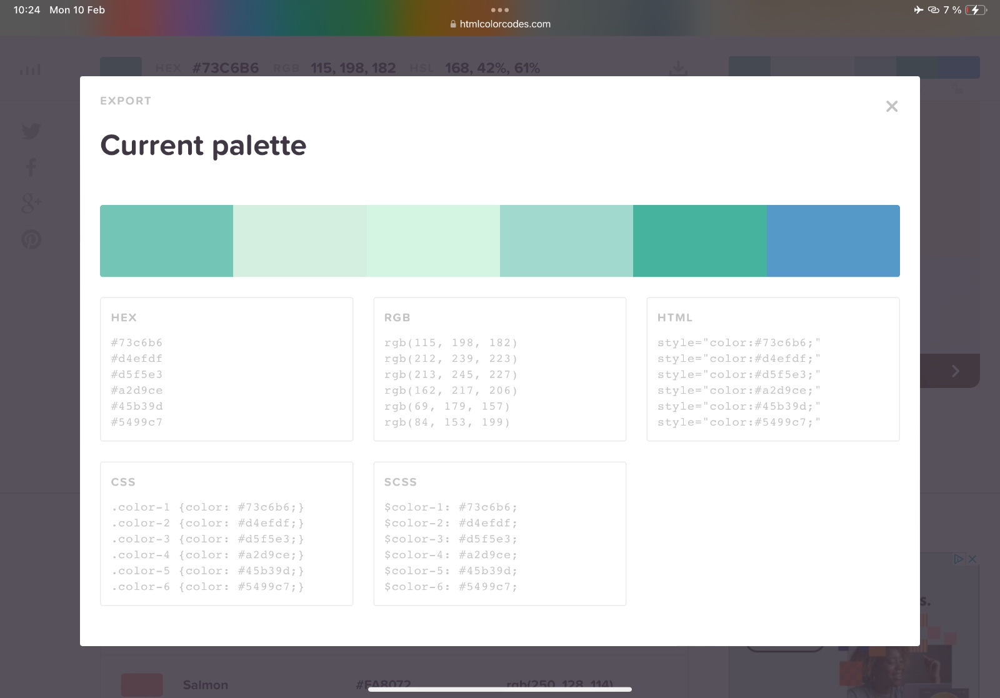 10:24 Mon 10 Feb
7 %
htmlcolorcodes.com
HEX #73C6B6 RGB 115, 198, 182 HSL 168, 42%, 61%
EXPORT
Current palette
HEX
#73c6b6
#d4efdf
#d5f5e3
#a2d9ce
#45b39d
#5499c7
RGB
rgb(115, 198, 182)
rgb(212, 239, 223)
rgb(213, 245, 227)
rgb(162, 217, 206)
rgb(69, 179, 157)
rgb(84, 153, 199)
HTML
style="color:#73c6b6;"
style="color:#d4efdf;"
style="color:#d5f5e3;"
style="color:#a2d9ce;"
style="color:#45b39d;"
style="color:#5499c7;"
CSS
.color-1 {color: #73c6b6;}
.color-2 {color: #d4efdf;}
.color-3 {color: #d5f5e3;}
.color-4 {color: #a2d9ce;}
.color-5 {color: #45b39d;}
.color-6 {color: #5499c7;}
SCSS
$color-1: #73c6b6;
$color-2: #d4efdf;
$color-3: #d5f5e3;
$color-4: #a2d9ce;
$color-5: #45b39d;
$color-6: #5499c7;
s.
Salmon #FA8072 rgb(250, 128, 114)